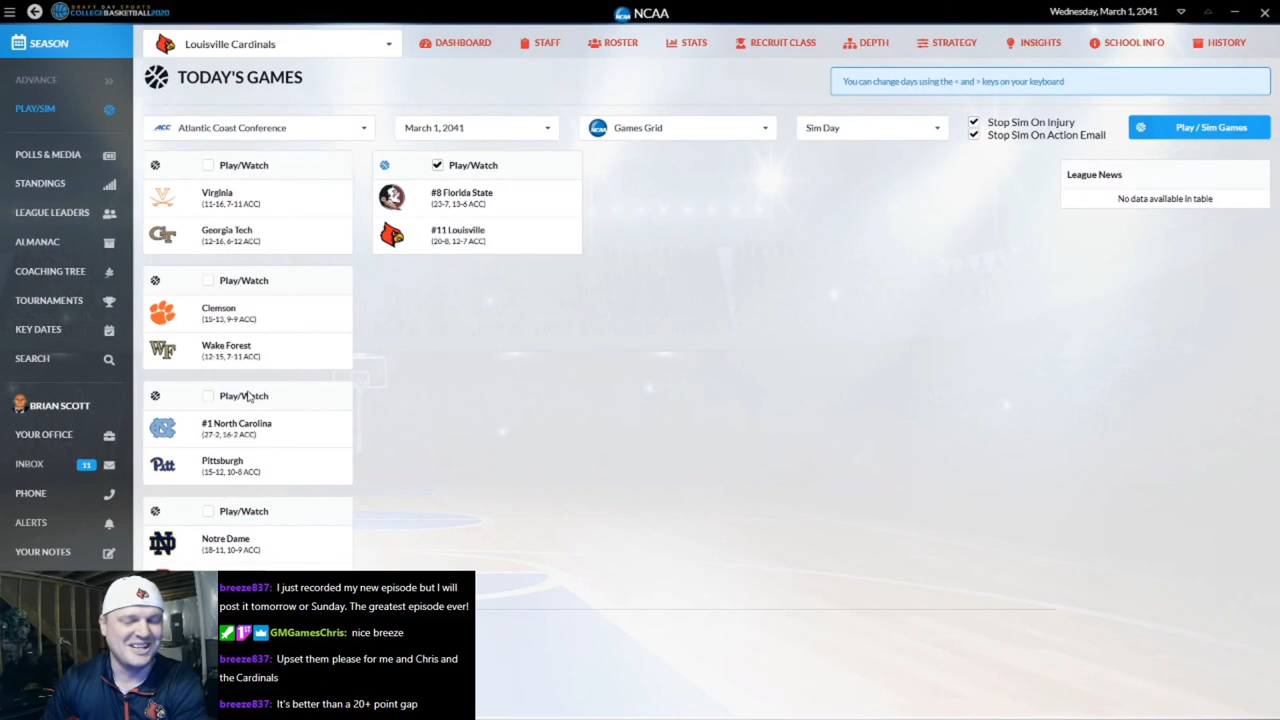 DRAFT DAY SPORTS
COLLEGE BASKETBALL 2020
NCAA
Wednesday, March 1, 2041
SEASON
Louisville Cardinals
DASHBOARD
STAFF
ROSTER
STATS
RECRUIT CLASS
DEPTH
STRATEGY
INSIGHTS
SCHOOL INFO
HISTORY
ADVANCE
TODAY'S GAMES
You can change days using the < and > keys on your keyboard
PLAY/SIM
ACC Atlantic Coast Conference
March 1, 2041
NCAA Games Grid
Sim Day
Stop Sim On Injury
Stop Sim On Action Email
Play / Sim Games
POLLS & MEDIA
STANDINGS
LEAGUE LEADERS
ALMANAC
COACHING TREE
TOURNAMENTS
KEY DATES
SEARCH
BRIAN SCOTT
YOUR OFFICE
INBOX 11
PHONE
ALERTS
YOUR NOTES
Play/Watch
Virginia
(11-16, 7-11 ACC)
GT
Georgia Tech
(12-16, 6-12 ACC)
Play/Watch
#8 Florida State
(23-7, 13-6 ACC)
#11 Louisville
(20-8, 12-7 ACC)
League News
No data available in table
Play/Watch
Clemson
(15-13, 9-9 ACC)
WF
Wake Forest
(12-15, 7-11 ACC)
Play/Watch
#1 North Carolina
(27-2, 16-2 ACC)
Pitt
Pittsburgh
(15-12, 10-8 ACC)
Play/Watch
ND
Notre Dame
(18-11, 10-9 ACC)
breeze837: I just recorded my new episode but I will
post it tomorrow or Sunday. The greatest episode ever!
1ST GMGamesChris: nice breeze
breeze837: Upset them please for me and Chris and
the Cardinals
breeze837: It's better than a 20+ point gap